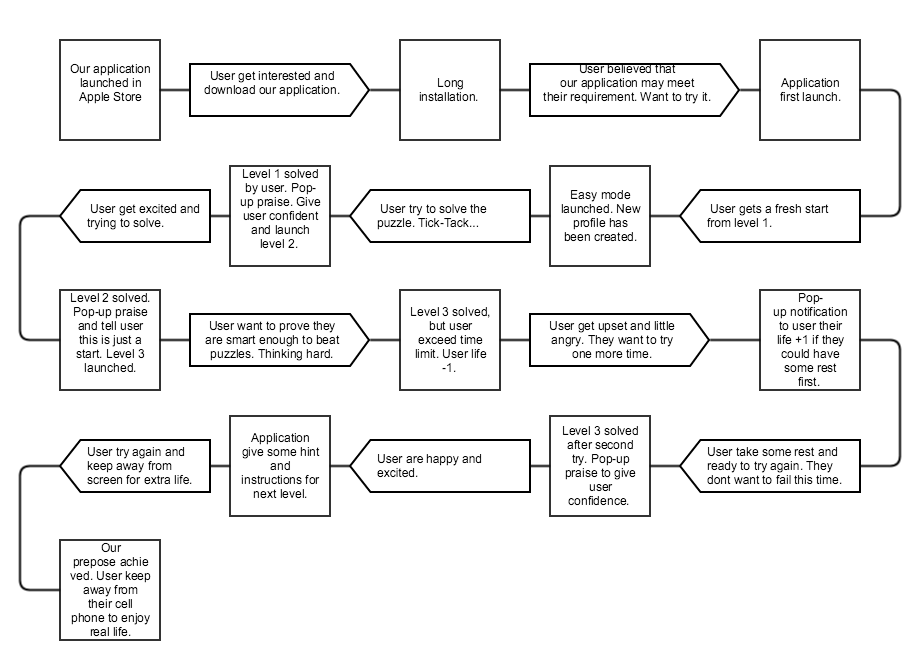 Our application
launched in
Apple Store
User get interested and
download our application.
Long
installation.
User believed that
our application may meet
their requirement. Want to try it.
Application
first launch.
User gets a fresh start
from level 1.
Easy mode
launched. New
profile has
been created.
User try to solve the
puzzle. Tick-Tack...
Level 1 solved
by user. Pop-
up praise. Give
user confident
and launch
level 2.
User get excited and
trying to solve.
Level 2 solved.
Pop-up praise
and tell user
this is just a
start. Level 3
launched.
User want to prove they
are smart enough to beat
puzzles. Thinking hard.
Level 3 solved,
but user
exceed time
limit. User life
-1.
User get upset and little
angry. They want to try
one more time.
Pop-
up notification
to user their
life +1 if they
could have
some rest
first.
User take some rest and
ready to try again. They
dont want to fail this time.
Level 3 solved
after second
try. Pop-up
praise to give
user
confidence.
User are happy and
excited.
Application
give some hint
and
instructions for
next level.
User try again and
keep away from
screen for extra life.
Our
prepose achie
ved. User keep
away from
their cell
phone to enjoy
real life.